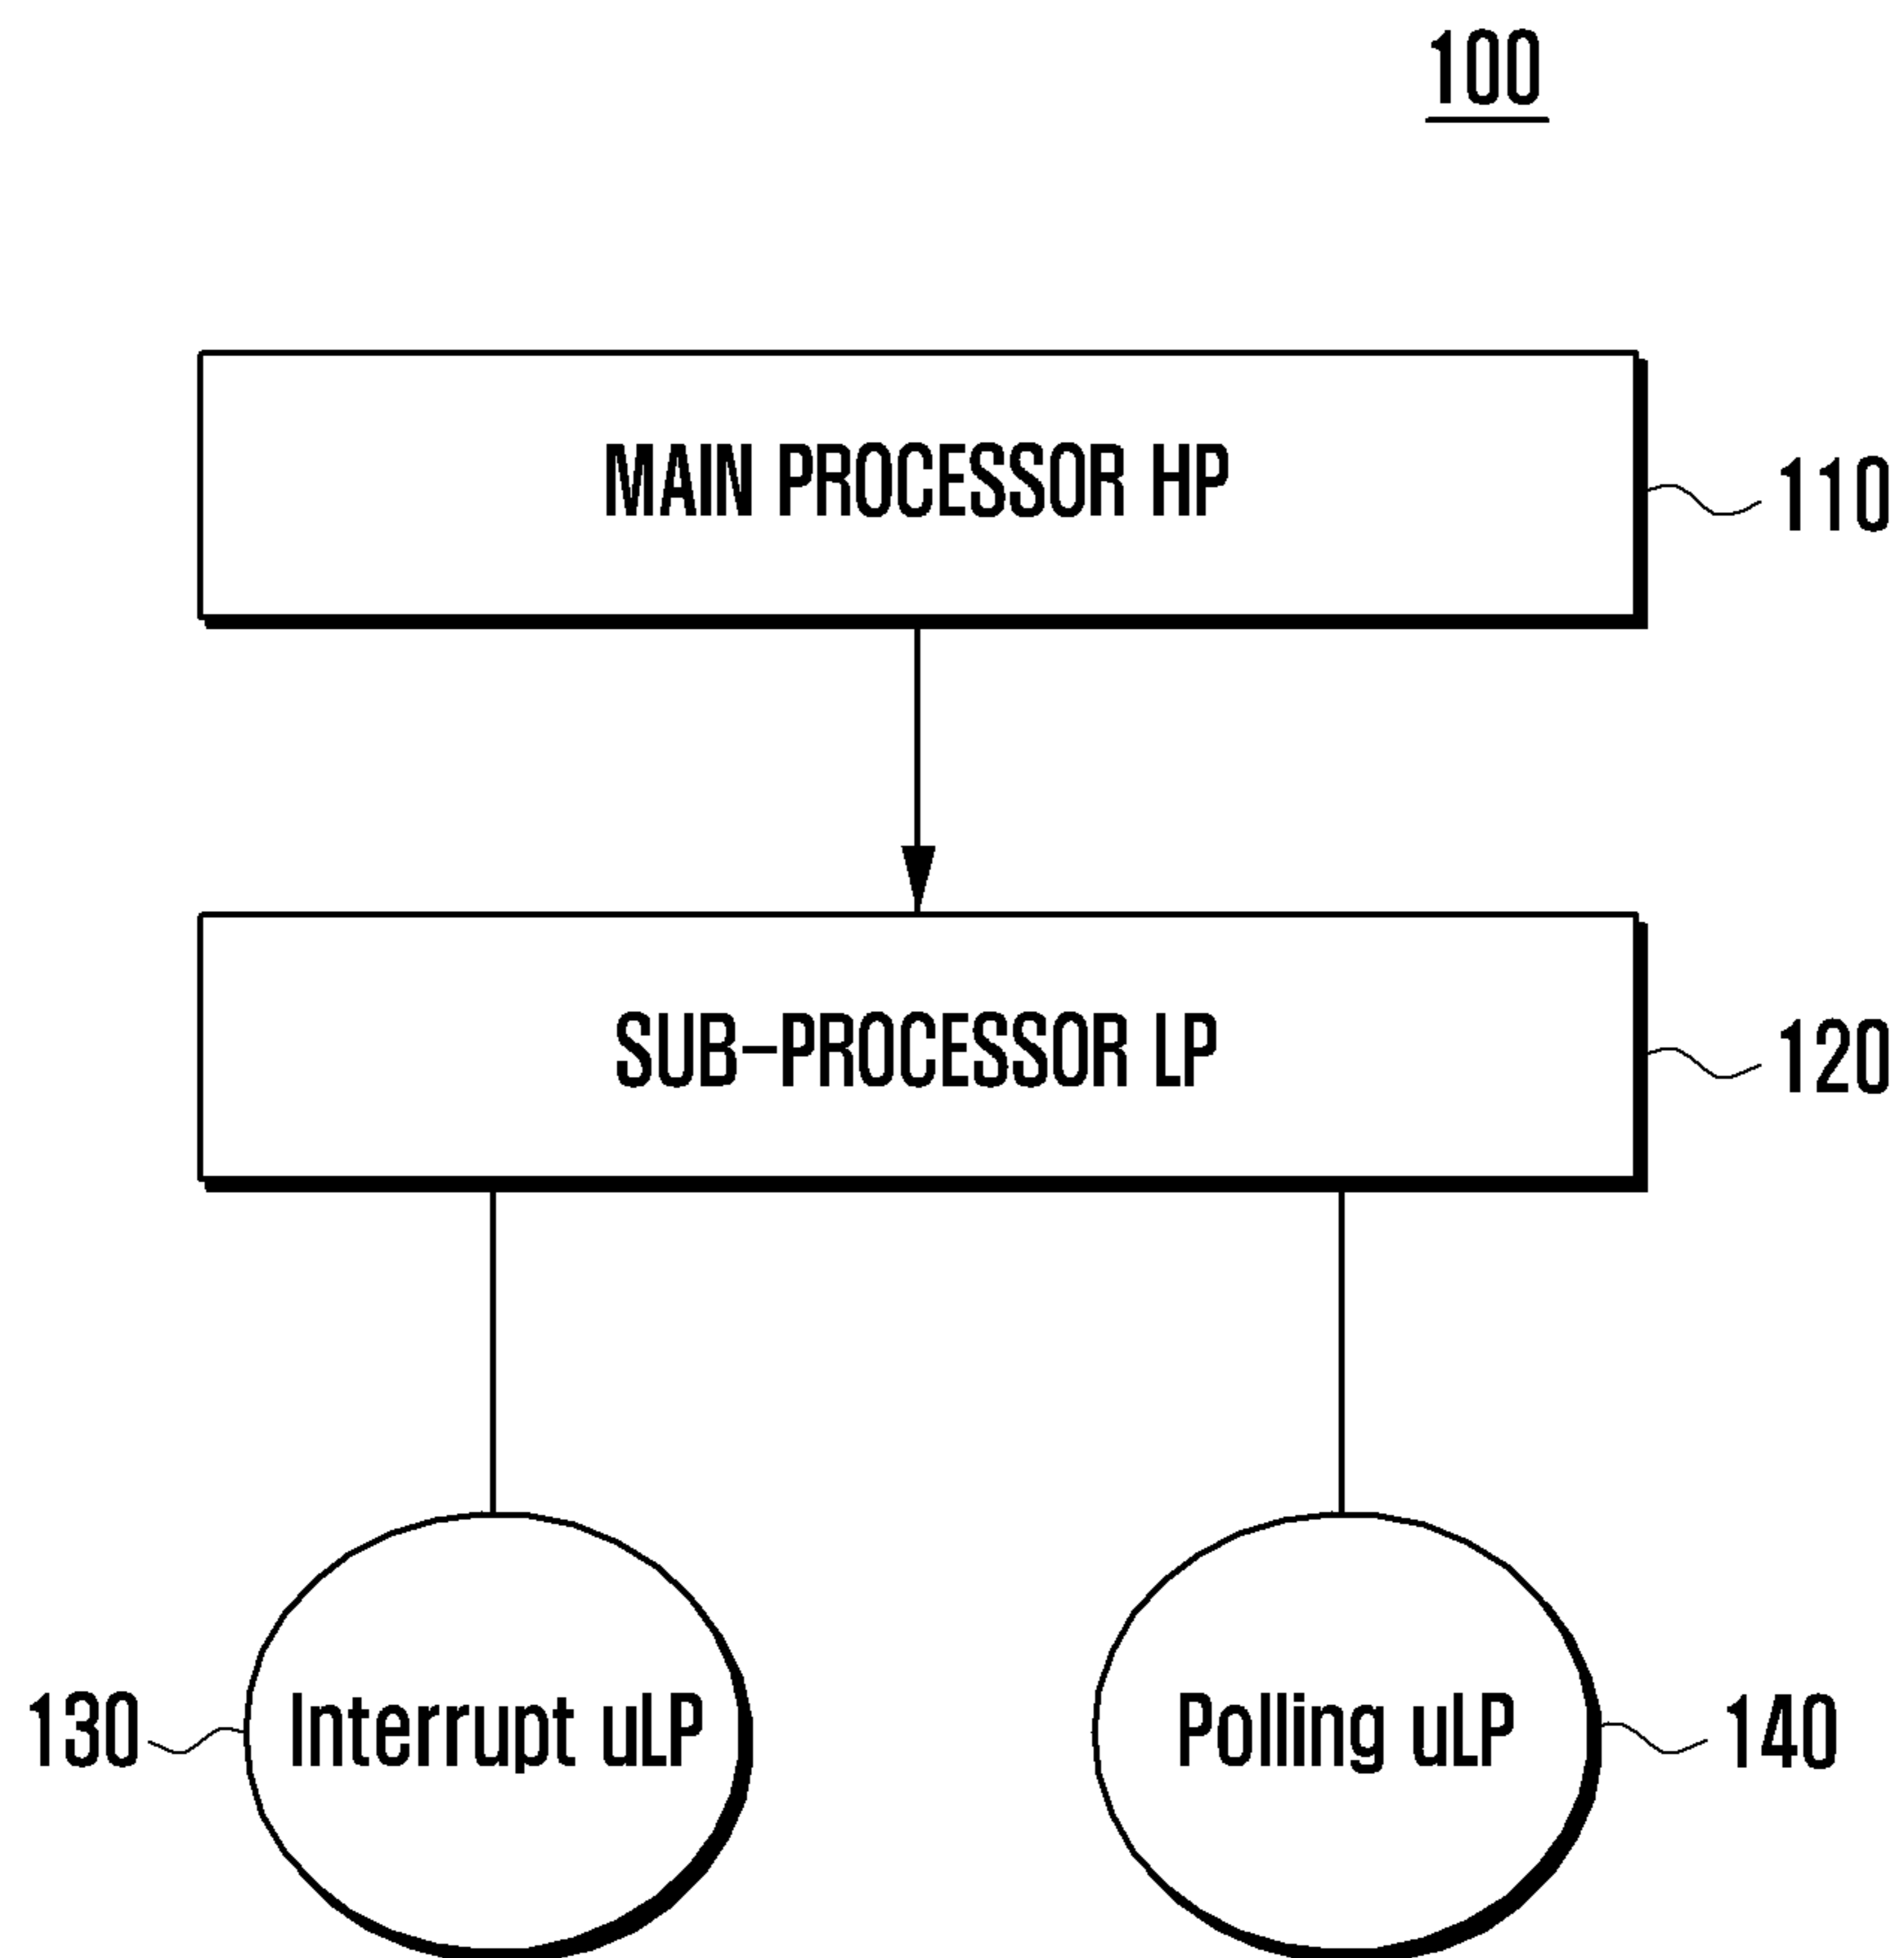 100
MAIN PROCESSOR HP
110
SUB-PROCESSOR LP
120
130
Interrupt uLP
Polling uLP
140